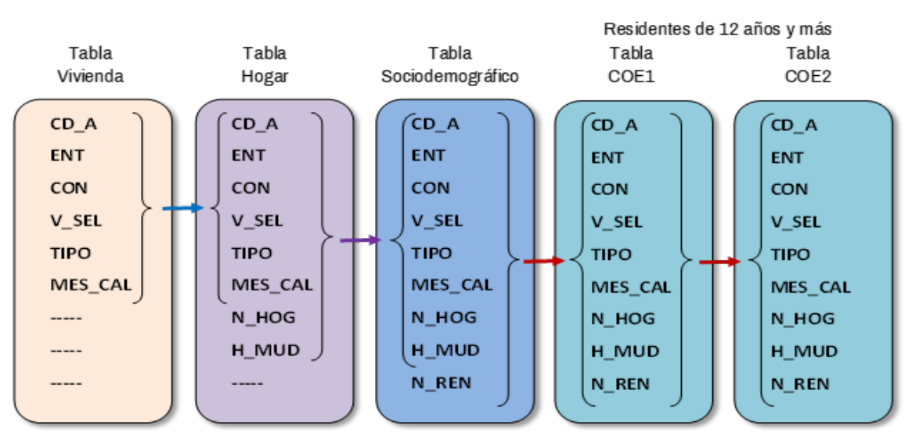 Residentes de 12 años y más
Tabla
Vivienda
Tabla
Hogar
Tabla
Sociodemográfico
Tabla
COE1
Tabla
COE2
CD_A
ENT
CON
V_SEL
TIPO
MES_CAL
-----
-----
-----
CD_A
ENT
CON
V_SEL
TIPO
MES_CAL
N_HOG
H_MUD
-----
CD_A
ENT
CON
V_SEL
TIPO
MES_CAL
N_HOG
H_MUD
N_REN
CD_A
ENT
CON
V_SEL
TIPO
MES_CAL
N_HOG
H_MUD
N_REN
CD_A
ENT
CON
V_SEL
TIPO
MES_CAL
N_HOG
H_MUD
N_REN